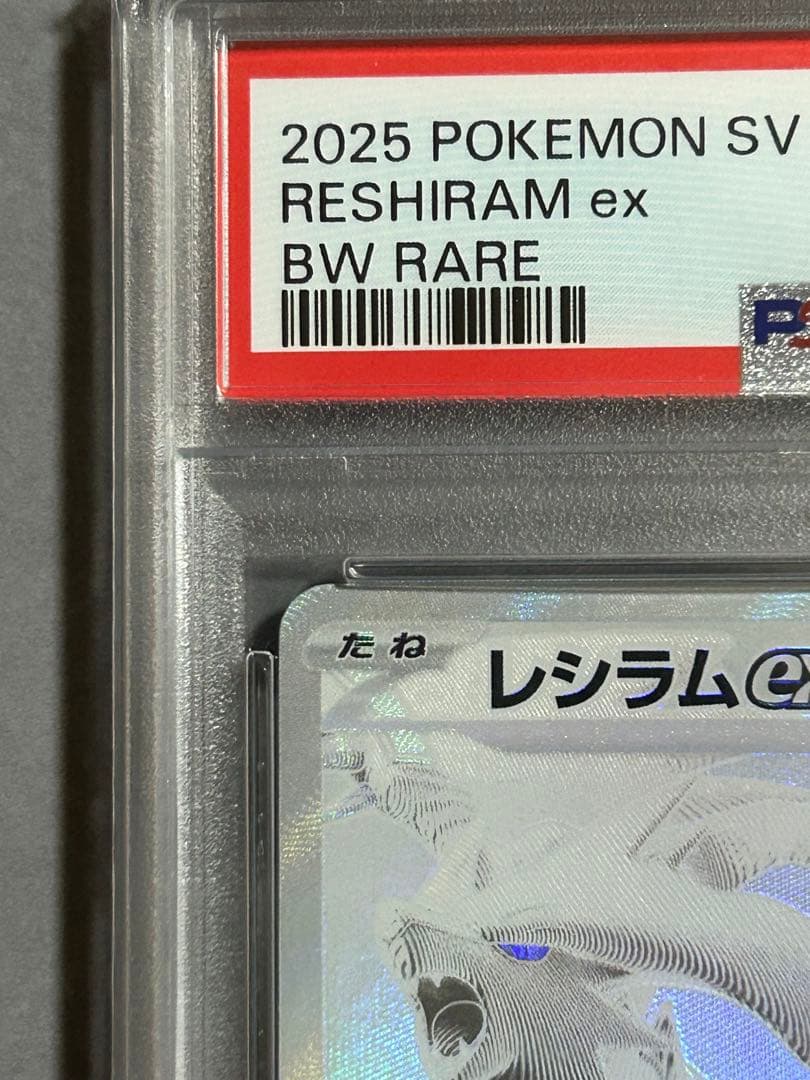 2025 POKEMON SV
RESHIRAM ex
BW RARE
たね
レシラムex